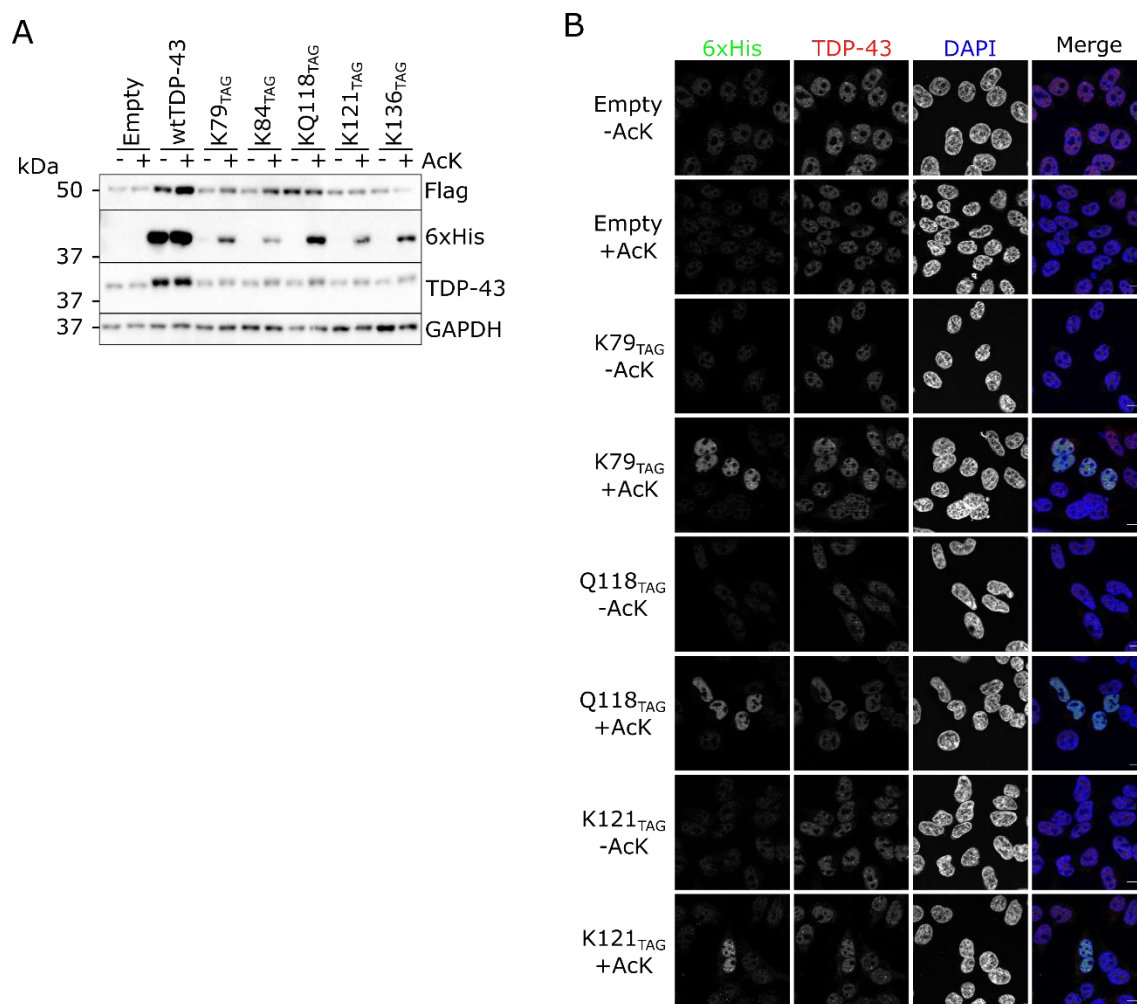 A
Empty
wtTDP-43
K79TAG
K84TAG
KQ118TAG
K121TAG
K136TAG
kDa
- + - + - + - + - + - + - + AcK
50 Flag
6xHis
37
TDP-43
37
37 GAPDH
B
6xHis TDP-43 DAPI Merge
Empty
-AcK
Empty
+AcK
K79TAG
-AcK
K79TAG
+AcK
Q118TAG
-AcK
Q118TAG
+AcK
K121TAG
-AcK
K121TAG
+AcK